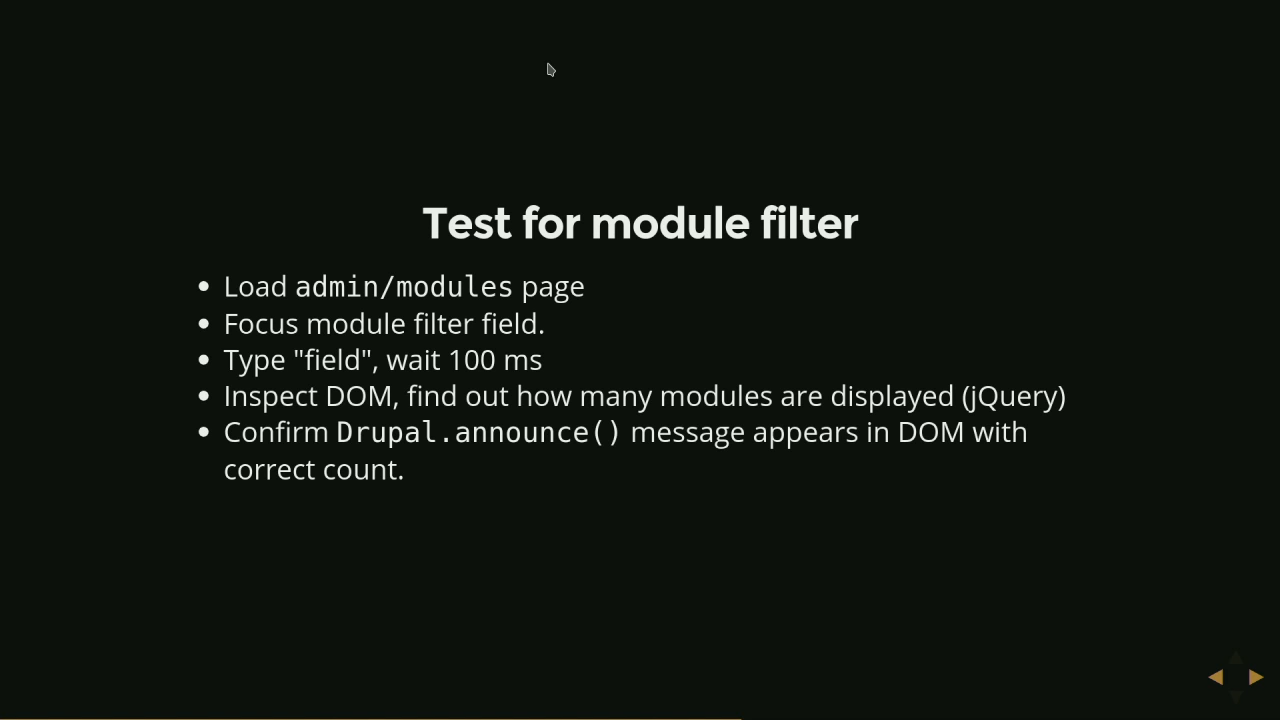 Test for module filter
Load admin/modules page
Focus module filter field.
Type "field", wait 100 ms
Inspect DOM, find out how many modules are displayed (jQuery)
Confirm Drupal.announce() message appears in DOM with
correct count.